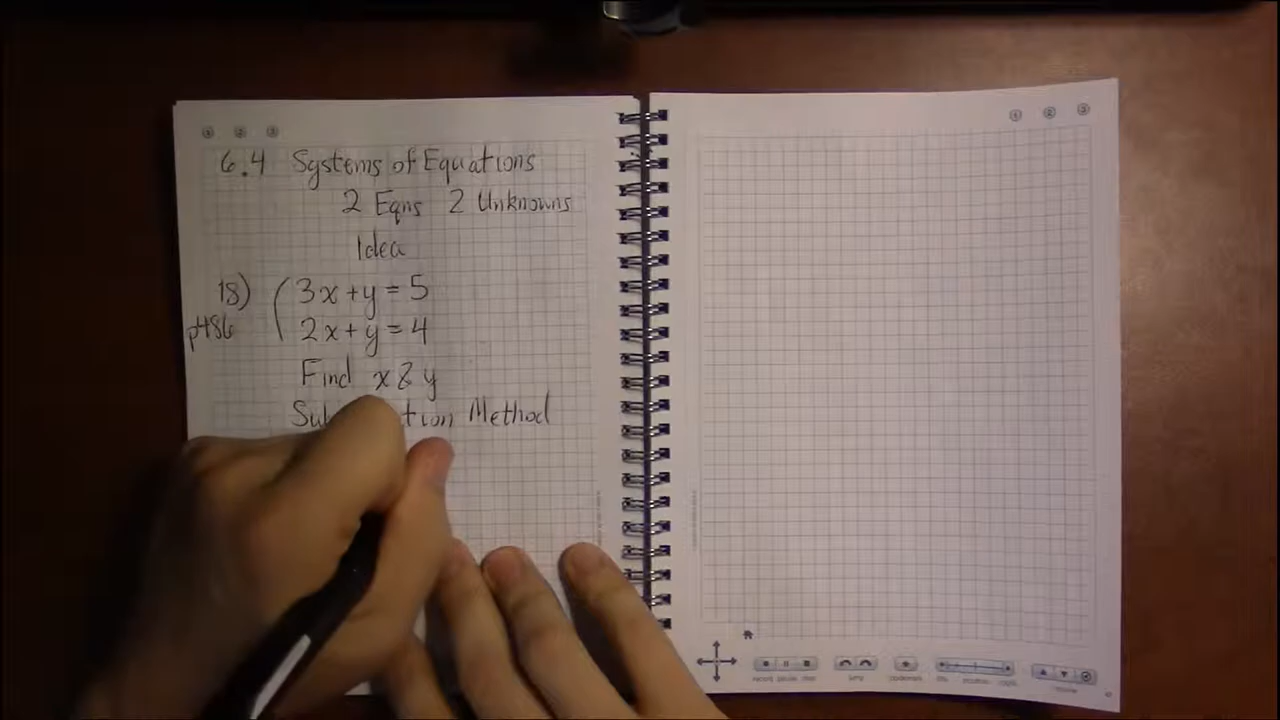 6.4 Systems of Equations
2 Eqns 2 Unknowns
Idea
18) 3x + y = 5
p486 2x + y = 4
Find x & y
Method